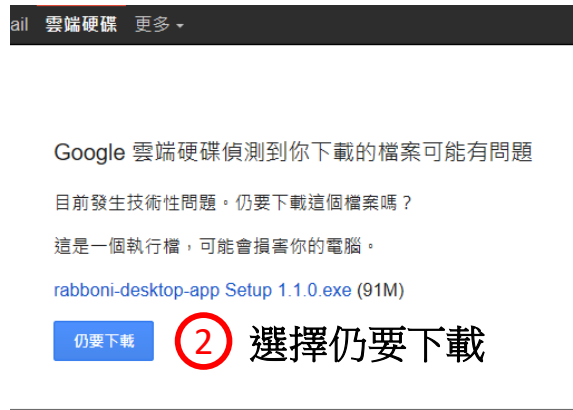 ail 雲端硬碟 更多
Google 雲端硬碟偵測到你下載的檔案可能有問題
目前發生技術性問題。仍要下載這個檔案嗎？
這是一個執行檔，可能會損害你的電腦。
rabboni-desktop-app Setup 1.1.0.exe (91M)
仍要下載 2 選擇仍要下載